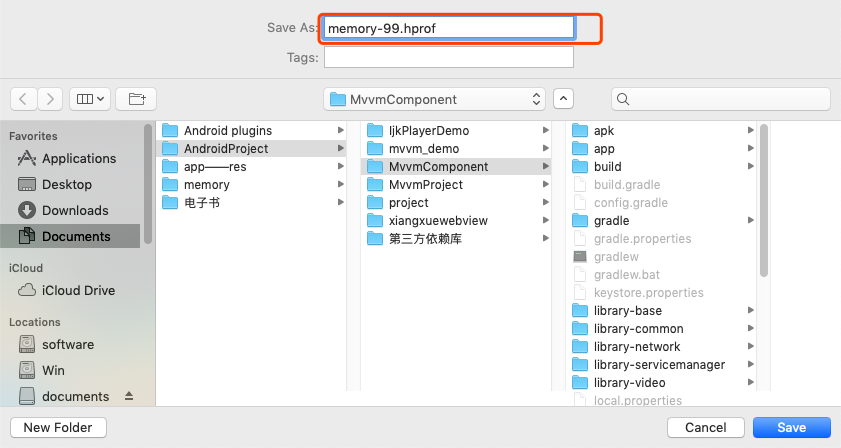 Save As: memory-99.hprof
Tags:
MvvmComponent
Favorites
Applications
Desktop
Downloads
Documents
iCloud
iCloud Drive
Locations
software
Win
documents
Android plugins
AndroidProject
app——res
memory
电子书
IjkPlayerDemo
mvvm_demo
MvvmComponent
MvvmProject
project
xiangxuewebview
第三方依赖库
apk
app
build
build.gradle
config.gradle
gradle
gradle.properties
gradlew
gradlew.bat
keystore.properties
library-base
library-common
library-network
library-servicemanager
library-video
local.properties
New Folder
Cancel
Save